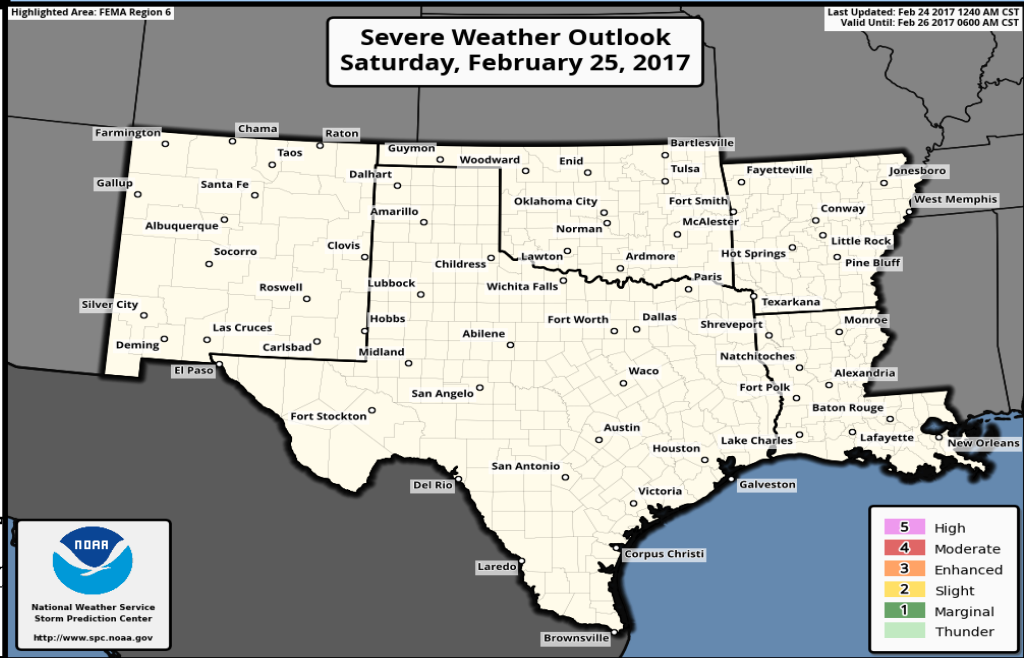 Highlighted Area: FEMA Region 6
Last Updated: Feb 24 2017 1240 AM CST
Valid Until: Feb 26 2017 0600 AM CST
Severe Weather Outlook
Saturday, February 25, 2017
Farmington
Chama
Raton
Guymon
Bartlesville
Taos
Woodward
Enid
Tulsa
Fayetteville
Jonesboro
Gallup
Santa Fe
Dalhart
Oklahoma City
Fort Smith
West Memphis
Albuquerque
Amarillo
Norman
McAlester
Conway
Socorro
Clovis
Childress
Lawton
Ardmore
Hot Springs
Little Rock
Pine Bluff
Roswell
Lubbock
Wichita Falls
Paris
Texarkana
Silver City
Las Cruces
Hobbs
Abilene
Fort Worth
Dallas
Shreveport
Monroe
Deming
Carlsbad
Midland
Natchitoches
El Paso
San Angelo
Waco
Fort Polk
Alexandria
Fort Stockton
Austin
Baton Rouge
Houston
Lake Charles
Lafayette
New Orleans
Del Rio
San Antonio
Victoria
Galveston
Laredo
Corpus Christi
Brownsville
NOAA
National Weather Service
Storm Prediction Center
http://www.spc.noaa.gov
5 High
4 Moderate
3 Enhanced
2 Slight
1 Marginal
Thunder